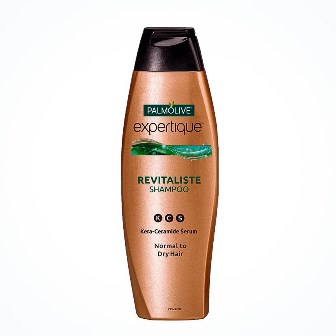 PALMOLIVE
expertique
REVITALISTE
SHAMPOO
K C S
Kera-Ceramide Serum
Normal to
Dry Hair